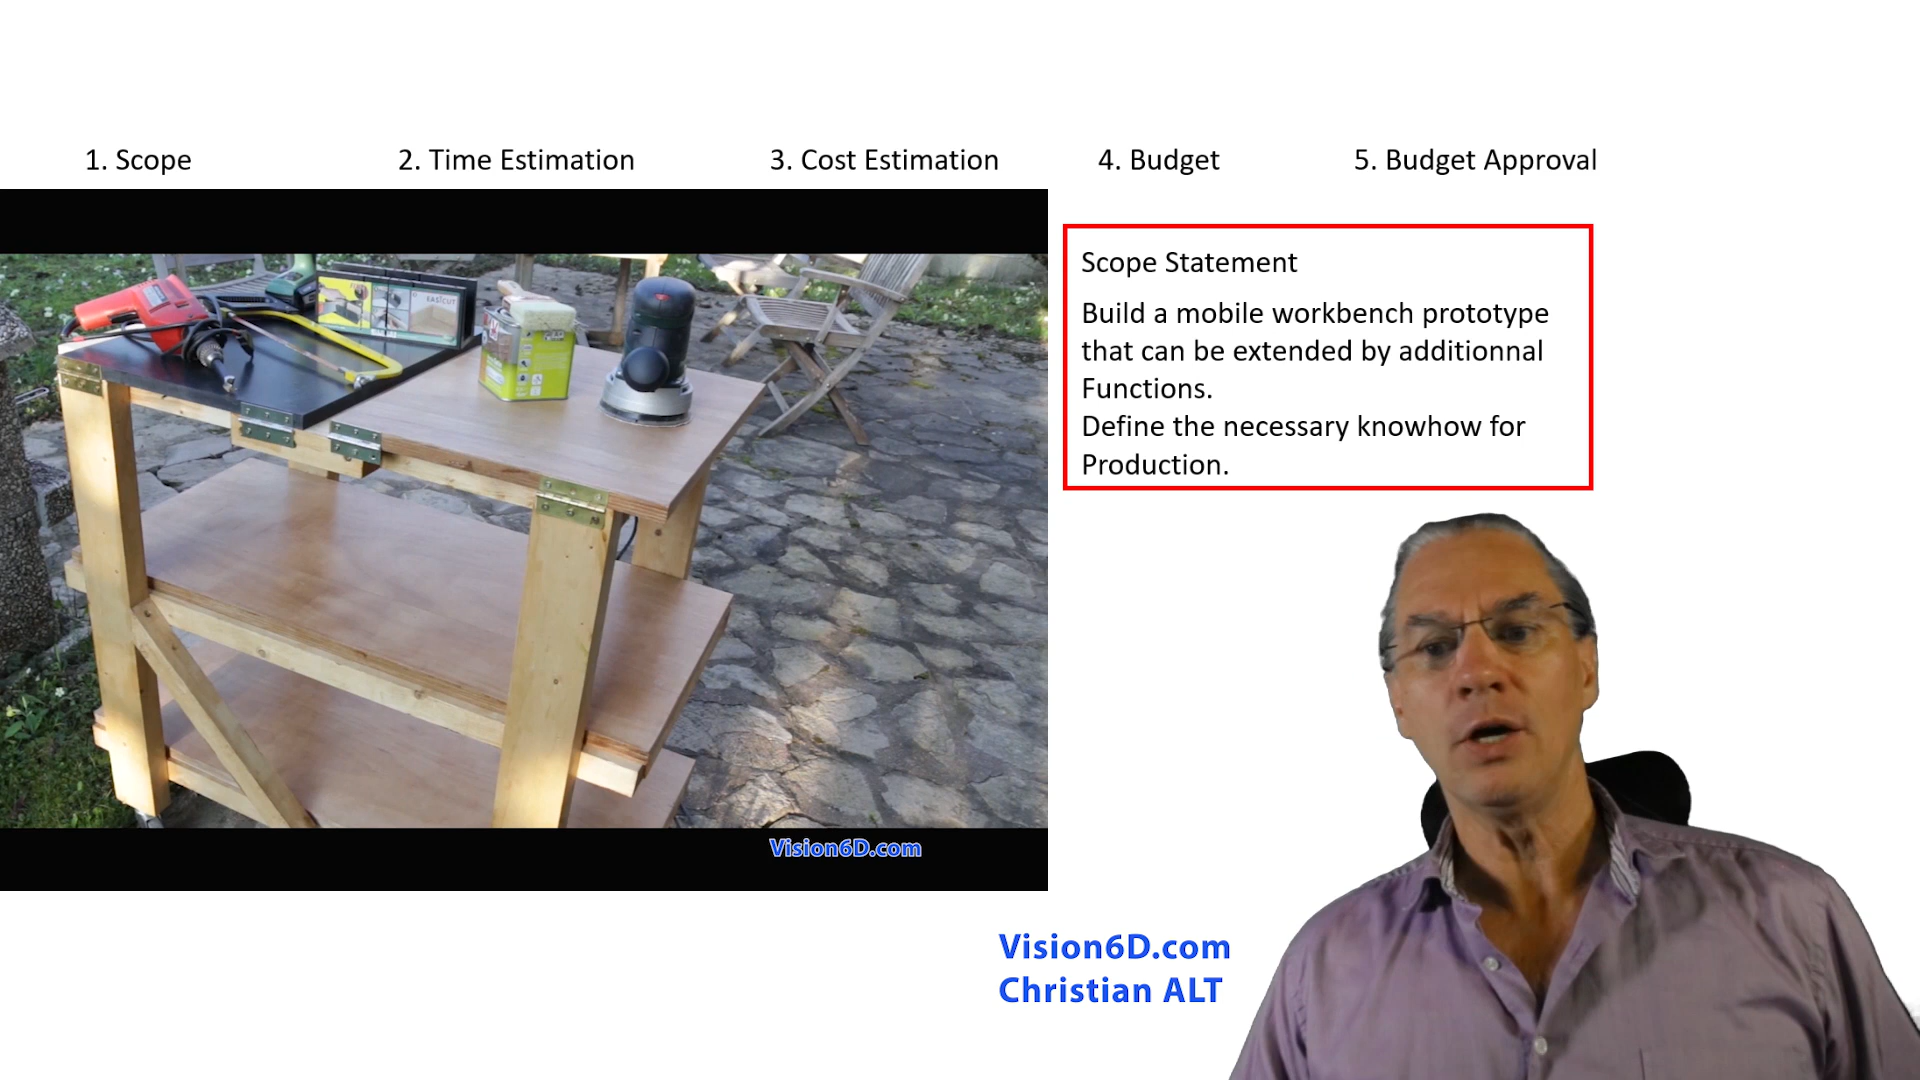 1. Scope
2. Time Estimation
3. Cost Estimation
4. Budget
5. Budget Approval
Scope Statement
Build a mobile workbench prototype
that can be extended by additionnal
Functions.
Define the necessary knowhow for
Production.
EASYCUT
Vision6D.com
Vision6D.com
Christian ALT